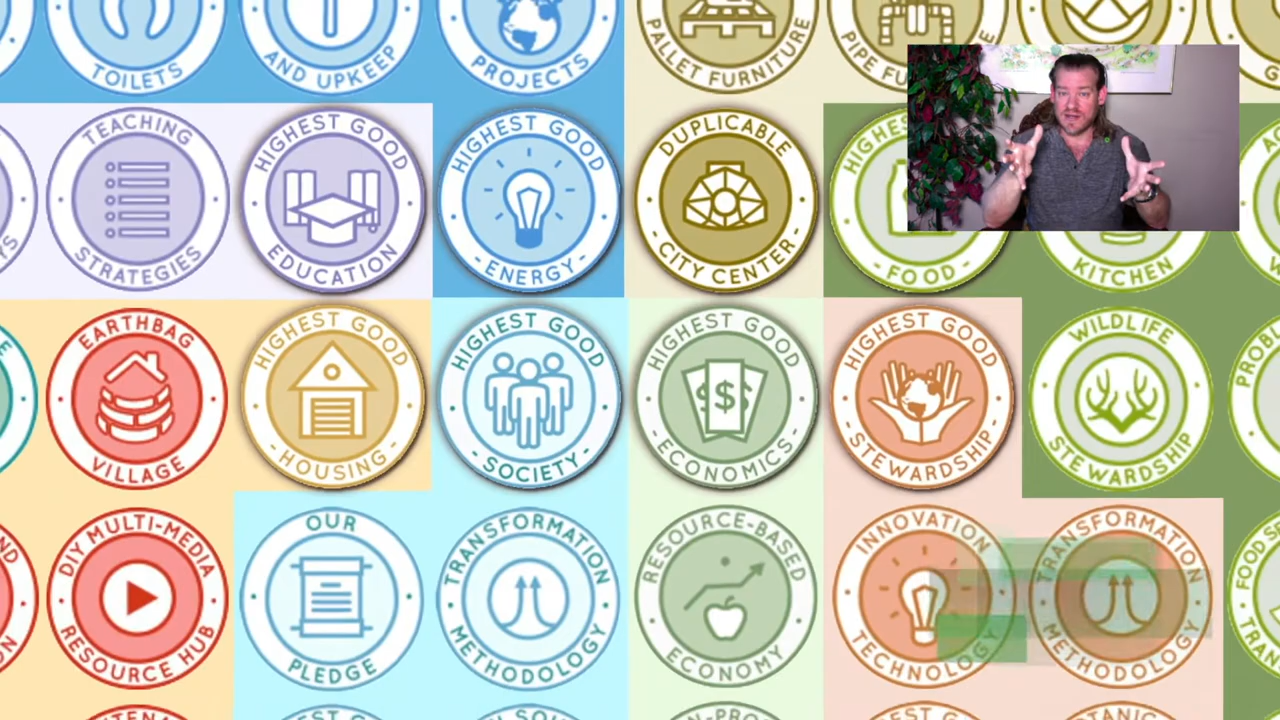 TOILETS
AND UPKEEP
PROJECTS
PALLET FURNITURE
TEACHING
STRATEGIES
HIGHEST GOOD
EDUCATION
HIGHEST GOOD
- ENERGY -
DUPLICABLE
- CITY CENTER -
- FOOD -
KITCHEN
EARTHBAG
VILLAGE
HIGHEST GOOD
- HOUSING -
HIGHEST GOOD
- SOCIETY -
HIGHEST GOOD
- ECONOMICS -
$ $ $
HIGHEST GOOD
- STEWARDSHIP -
WILDLIFE
STEWARDSHIP
DIY MULTI-MEDIA
RESOURCE HUB
OUR
PLEDGE
TRANSFORMATION
METHODOLOGY
RESOURCE-BASED
ECONOMY
INNOVATION
TECHNOLOGY
TRANSFORMATION
METHODOLOGY